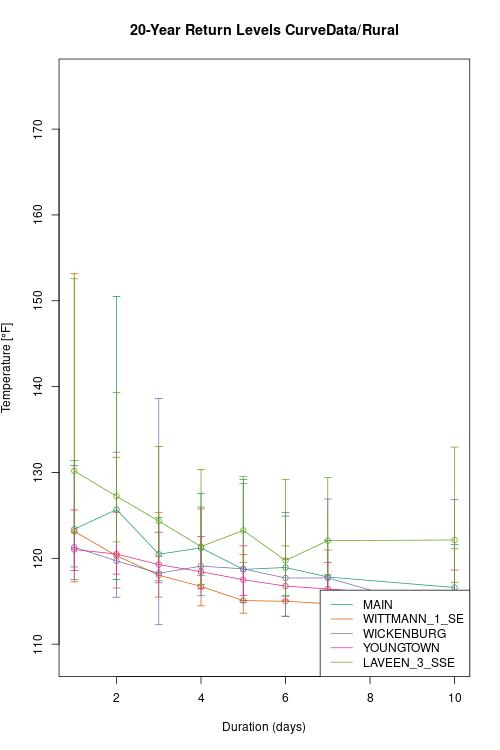 20-Year Return Levels CurveData/Rural
Temperature [°F]
170
160
150
140
130
120
110
MAIN
WITTMANN_1_SE
WICKENBURG
YOUNGTOWN
LAVEEN_3_SSE
2 4 6 8 10
Duration (days)